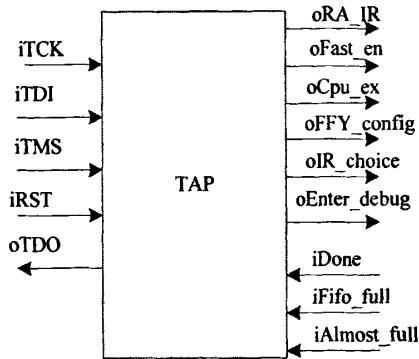 iTCK
iTDI
iTMS
iRST
oTDO
TAP
oRA_IR
oFast_en
oCpu_ex
oFFY_config
oIR_choice
oEnter_debug
iDone
iFifo_full
iAlmost_full